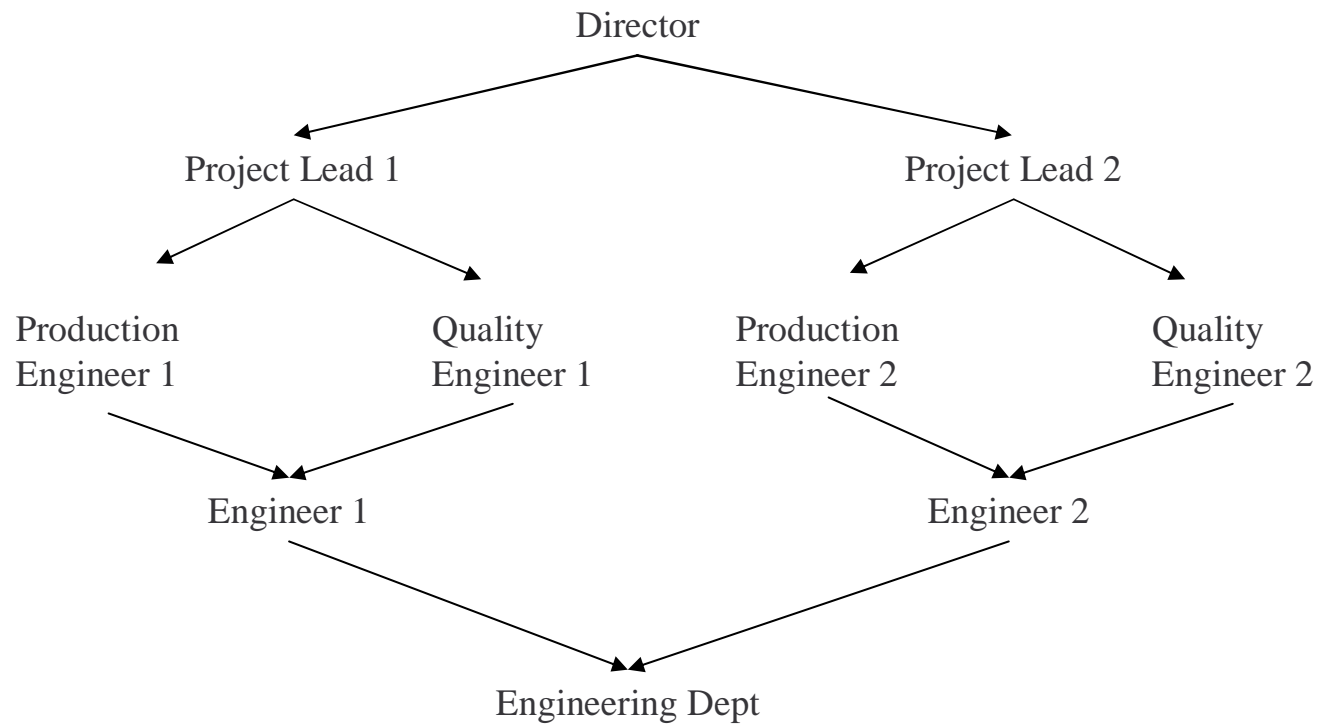 Director
Project Lead 1
Project Lead 2
Production
Engineer 1
Quality
Engineer 1
Production
Engineer 2
Quality
Engineer 2
Engineer 1
Engineer 2
Engineering Dept